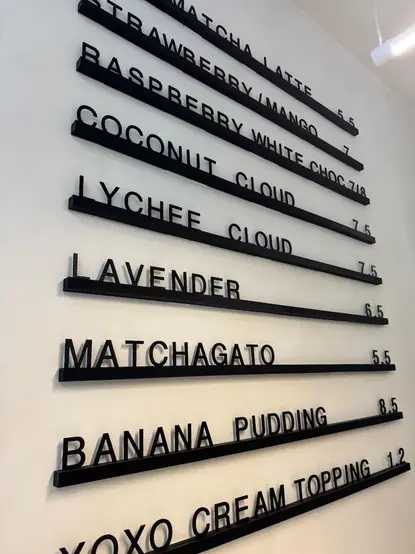 MATCHA LATTE 5.5
STRAWBERRY/MANGO 7
RASPBERRY WHITE CHOC 7/8
COCONUT CLOUD 7.5
LYCHEE CLOUD 7.5
LAVENDER 6.5
MATCHAGATO 5.5
BANANA PUDDING 8.5
YOXO CREAM TOPPING 1.2